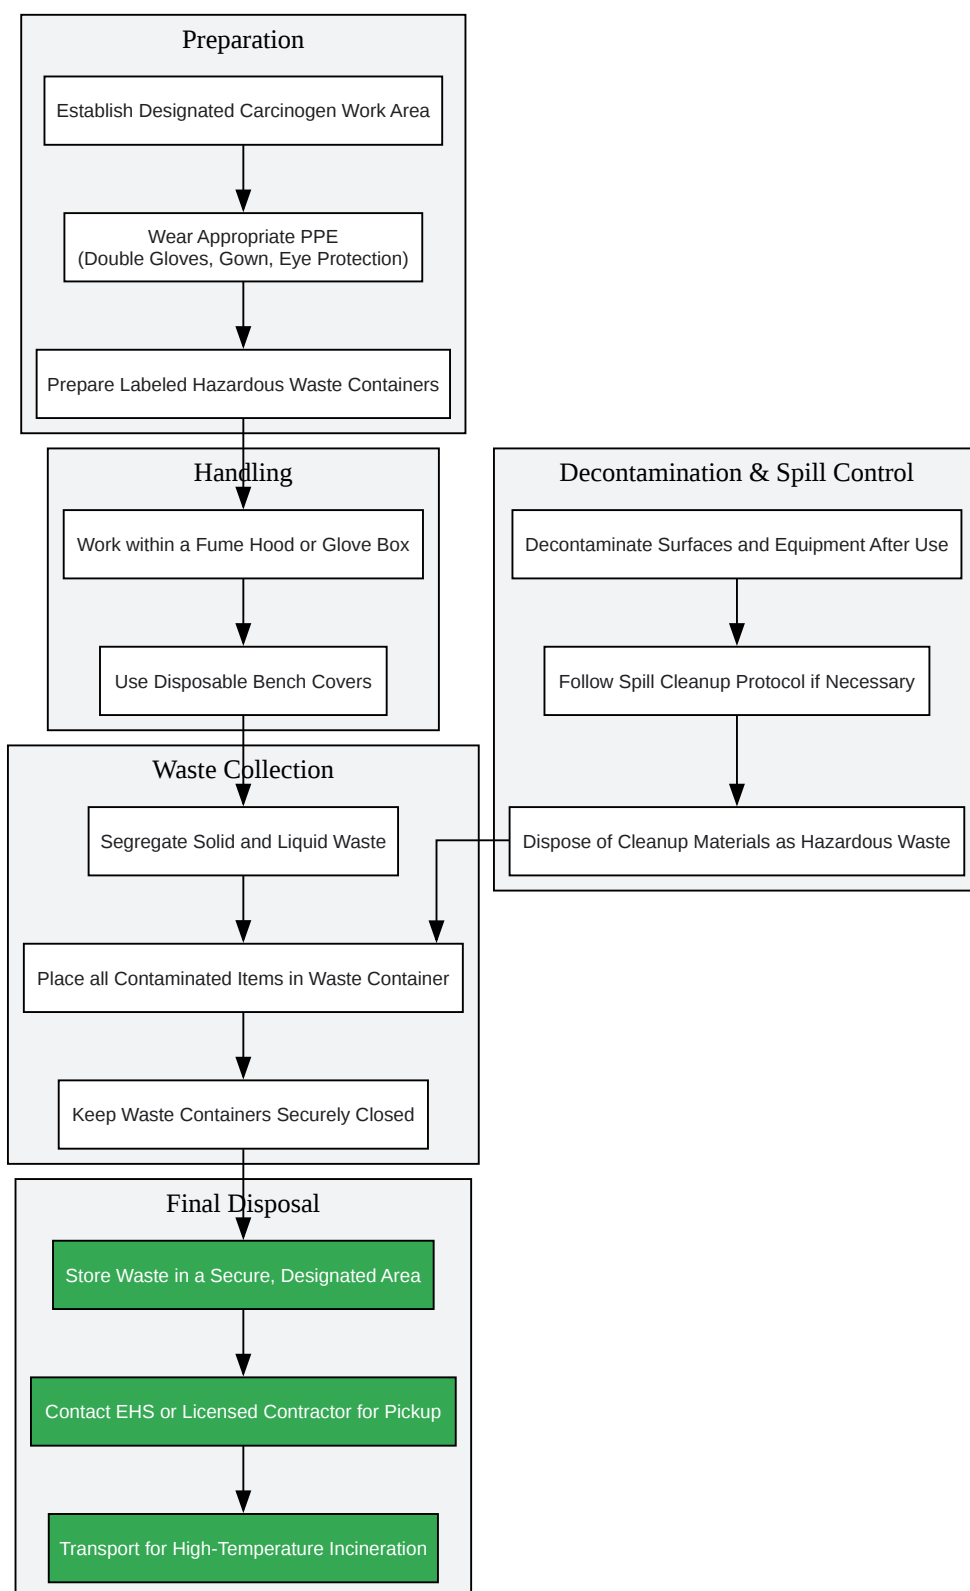 Preparation
Establish Designated Carcinogen Work Area
Wear Appropriate PPE
(Double Gloves, Gown, Eye Protection)
Prepare Labeled Hazardous Waste Containers
Handling
Work within a Fume Hood or Glove Box
Use Disposable Bench Covers
Decontamination & Spill Control
Decontaminate Surfaces and Equipment After Use
Follow Spill Cleanup Protocol if Necessary
Dispose of Cleanup Materials as Hazardous Waste
Waste Collection
Segregate Solid and Liquid Waste
Place all Contaminated Items in Waste Container
Keep Waste Containers Securely Closed
Final Disposal
Store Waste in a Secure, Designated Area
Contact EHS or Licensed Contractor for Pickup
Transport for High-Temperature Incineration